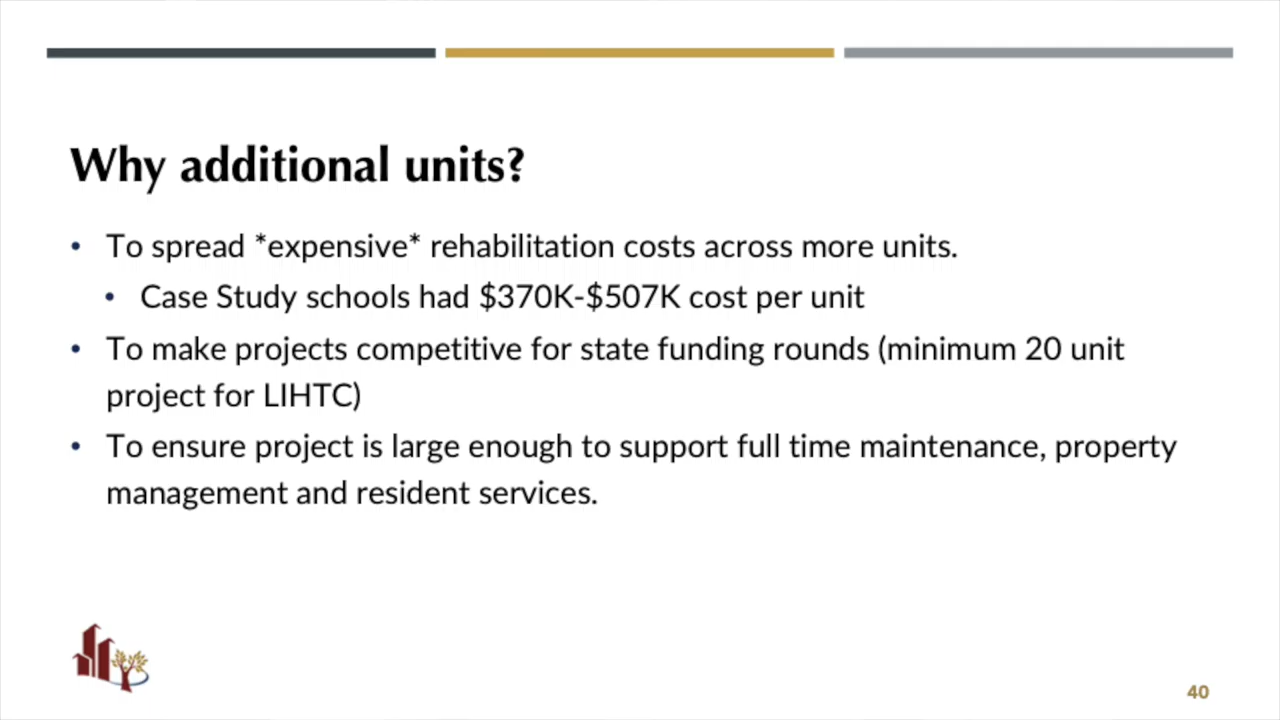 Why additional units?
• To spread *expensive* rehabilitation costs across more units.
• Case Study schools had $370K-$507K cost per unit
• To make projects competitive for state funding rounds (minimum 20 unit
project for LIHTC)
• To ensure project is large enough to support full time maintenance, property
management and resident services.
40